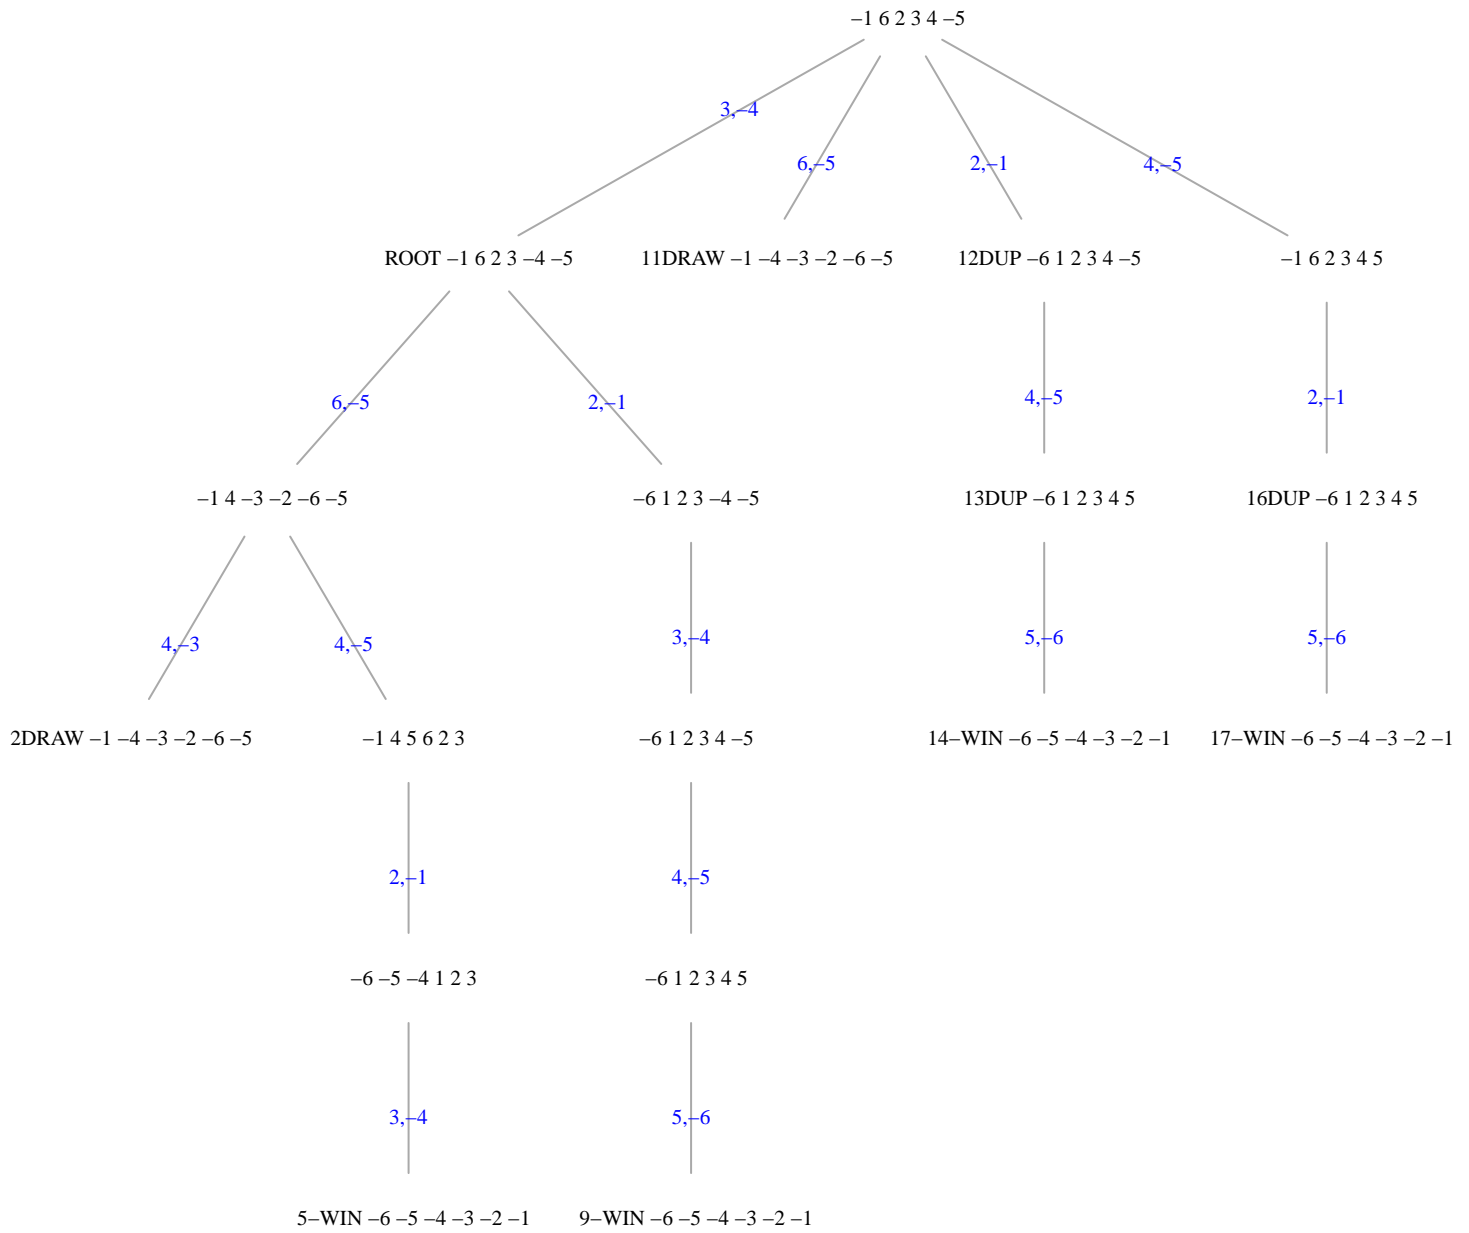 –1 6 2 3 4 –5
3,–4
6,–5
2,–1
4,–5
ROOT –1 6 2 3 –4 –5
11DRAW –1 –4 –3 –2 –6 –5
12DUP –6 1 2 3 4 –5
–1 6 2 3 4 5
6,–5
2,–1
4,–5
2,–1
–1 4 –3 –2 –6 –5
–6 1 2 3 –4 –5
13DUP –6 1 2 3 4 5
16DUP –6 1 2 3 4 5
4,–3
4,–5
3,–4
5,–6
5,–6
2DRAW –1 –4 –3 –2 –6 –5
–1 4 5 6 2 3
–6 1 2 3 4 –5
14–WIN –6 –5 –4 –3 –2 –1
17–WIN –6 –5 –4 –3 –2 –1
2,–1
4,–5
–6 –5 –4 1 2 3
–6 1 2 3 4 5
3,–4
5,–6
5–WIN –6 –5 –4 –3 –2 –1
9–WIN –6 –5 –4 –3 –2 –1